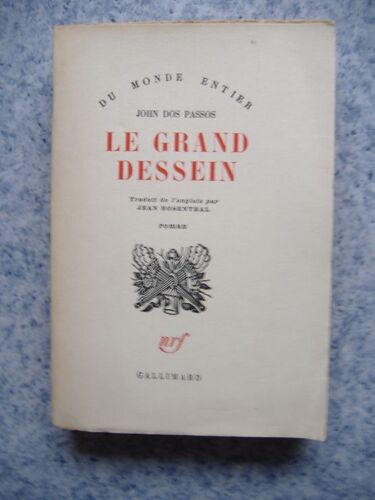 DU MONDE ENTIER
JOHN DOS PASSOS
LE GRAND
DESSEIN
Traduit de l'anglais par
JEAN ROSENTHAL
ROMAN
nrf
GALLIMARD